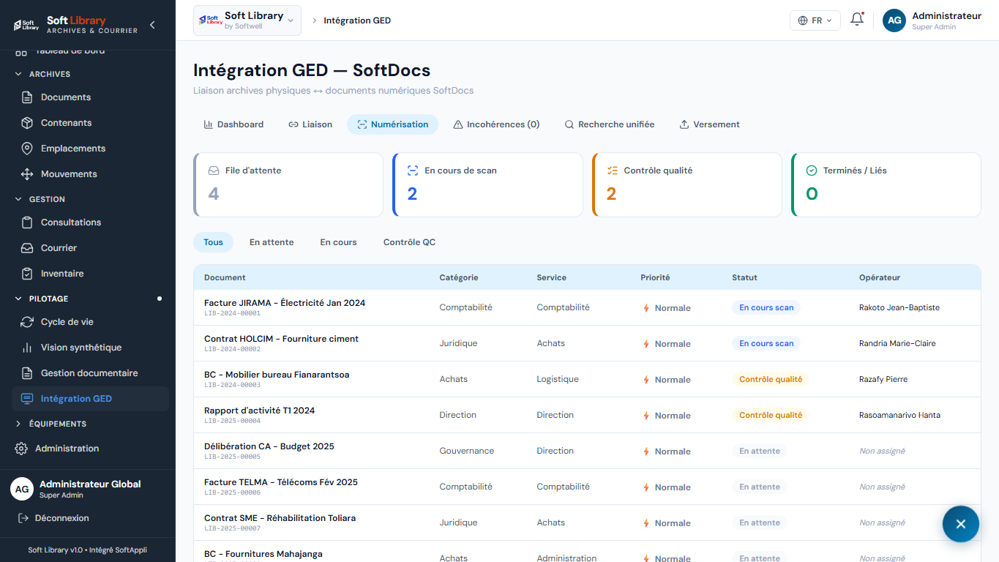 Soft Library
Soft Library
ARCHIVES & COURRIER
Tableau de bord
ARCHIVES
Documents
Contenants
Emplacements
Mouvements
GESTION
Consultations
Courrier
Inventaire
PILOTAGE
Cycle de vie
Vision synthétique
Gestion documentaire
Intégration GED
ÉQUIPEMENTS
Administration
AG
Administrateur Global
Super Admin
Déconnexion
Soft Library v1.0 • Intégré SoftAppli
Soft Library
Soft Library
by Softwell
Intégration GED
FR
AG
Administrateur
Super Admin
Intégration GED — SoftDocs
Liaison archives physiques ↔ documents numériques SoftDocs
Dashboard Liaison Numérisation Incohérences (0) Recherche unifiée Versement
File d'attente
4
En cours de scan
2
Contrôle qualité
2
Terminés / Liés
0
Tous En attente En cours Contrôle QC
Document Catégorie Service Priorité Statut Opérateur
Facture JIRAMA - Électricité Jan 2024
LIB-2024-00001
Comptabilité Comptabilité Normale En cours scan Rakoto Jean-Baptiste
Contrat HOLCIM - Fourniture ciment
LIB-2024-00002
Juridique Achats Normale En cours scan Randria Marie-Claire
BC - Mobilier bureau Fianarantsoa
LIB-2024-00003
Achats Logistique Normale Contrôle qualité Razafy Pierre
Rapport d'activité T1 2024
LIB-2025-00004
Direction Direction Normale Contrôle qualité Rasoamanarivo Hanta
Délibération CA - Budget 2025
LIB-2025-00005
Gouvernance Direction Normale En attente Non assigné
Facture TELMA - Télécoms Fév 2025
LIB-2025-00006
Comptabilité Comptabilité Normale En attente Non assigné
Contrat SME - Réhabilitation Toliara
LIB-2025-00007
Juridique Achats Normale En attente Non assigné
BC - Fournitures Mahajanga
Achats Administration Normale En attente Non assigné